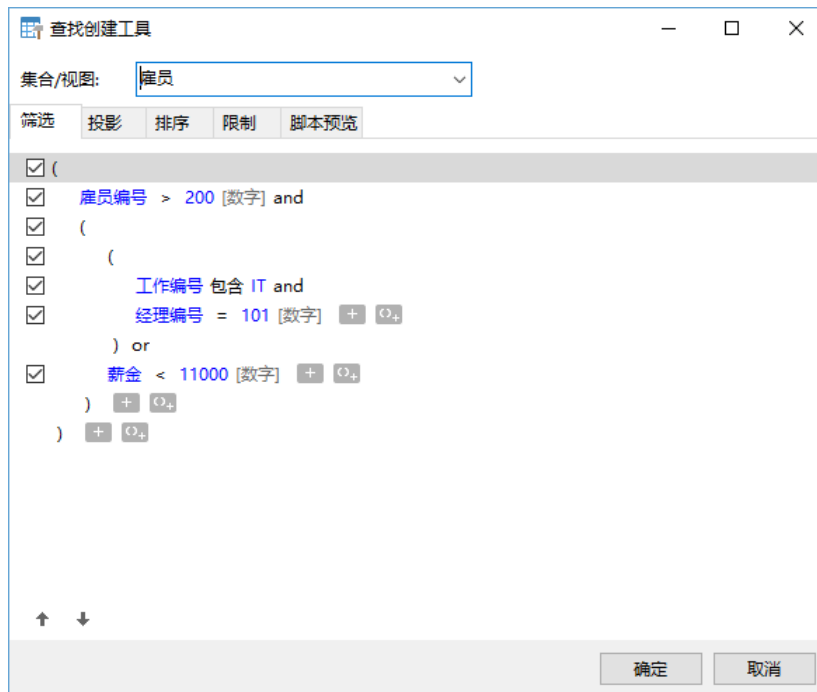 查找创建工具
集合/视图: 雇员
筛选 投影 排序 限制 脚本预览
(
雇员编号 > 200 [数字] and
(
(
工作编号 包含 IT and
经理编号 = 101 [数字]
) or
薪金 < 11000 [数字]
)
)
确定 取消